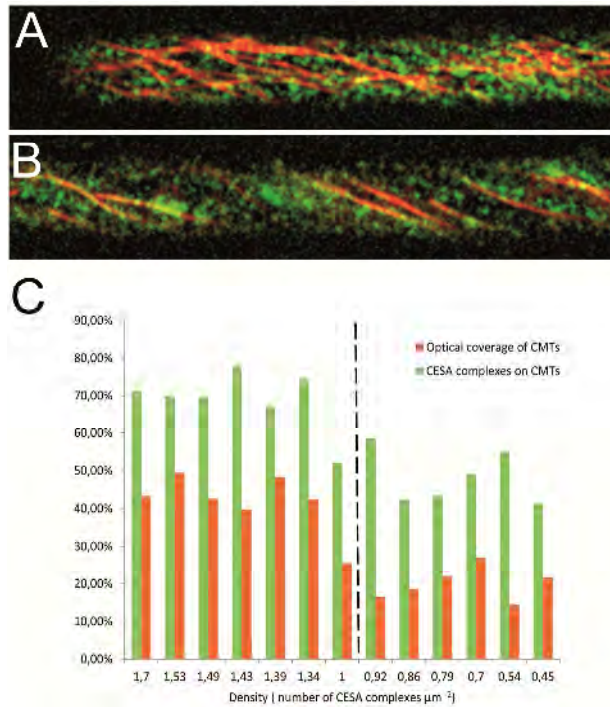 A
B
C
90,00%
80,00%
70,00%
60,00%
50,00%
40,00%
30,00%
20,00%
10,00%
0,00%
Optical coverage of CMTs
CESA complexes on CMTs
1,7 1,53 1,49 1,43 1,39 1,34 1 0,92 0,86 0,79 0,7 0,54 0,45
Density ( number of CESA complexes µm⁻²)